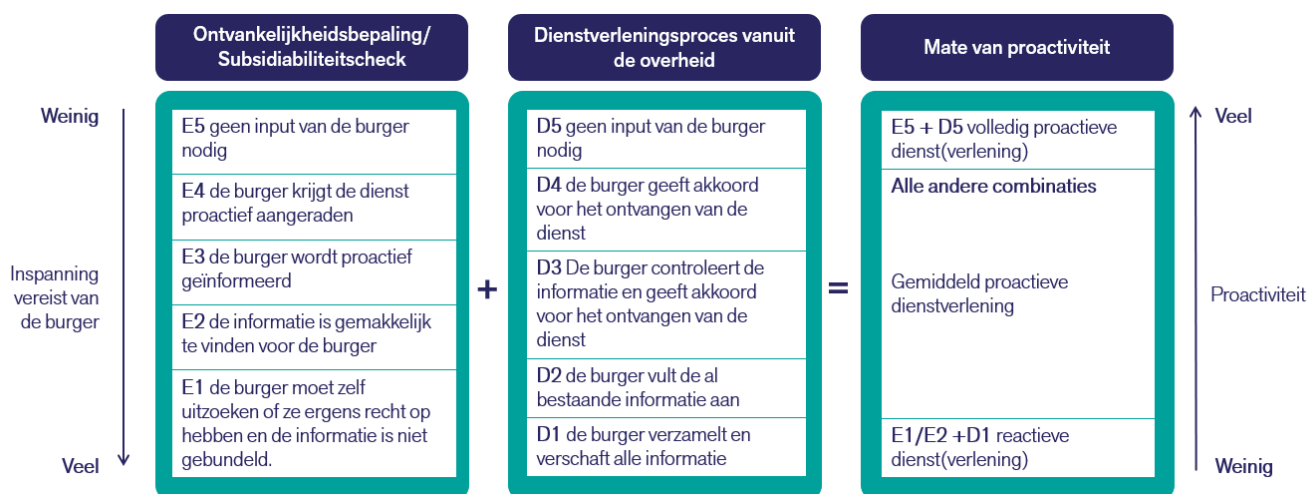 Ontvankelijkheidsbepaling/
Subsidiabiliteitscheck
Dienstverleningsproces vanuit
de overheid
Mate van proactiviteit
Weinig
Inspanning
vereist van
de burger
Veel
E5 geen input van de burger
nodig
E4 de burger krijgt de dienst
proactief aangeraden
E3 de burger wordt proactief
geïnformeerd
E2 de informatie is gemakkelijk
te vinden voor de burger
E1 de burger moet zelf
uitzoeken of ze ergens recht op
hebben en de informatie is niet
gebundeld.
+
D5 geen input van de burger
nodig
D4 de burger geeft akkoord
voor het ontvangen van de
dienst
D3 De burger controleert de
informatie en geeft akkoord
voor het ontvangen van de
dienst
D2 de burger vult de al
bestaande informatie aan
D1 de burger verzamelt en
verschaft alle informatie
=
E5 + D5 volledig proactieve
dienst(verlening)
Alle andere combinaties
Gemiddeld proactieve
dienstverlening
E1/E2 +D1 reactieve
dienst(verlening)
Veel
Proactiviteit
Weinig